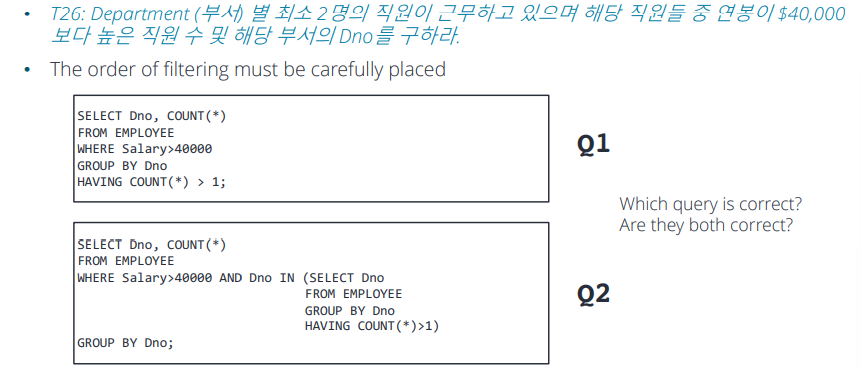 • T26: Department (부서) 별 최소 2명의 직원이 근무하고 있으며 해당 직원들 중 연봉이 $40,000
보다 높은 직원 수 및 해당 부서의 Dno를 구하라.
• The order of filtering must be carefully placed
SELECT Dno, COUNT(*)
FROM EMPLOYEE
WHERE Salary>40000
GROUP BY Dno
HAVING COUNT(*) > 1;
Q1
Which query is correct?
Are they both correct?
SELECT Dno, COUNT(*)
FROM EMPLOYEE
WHERE Salary>40000 AND Dno IN (SELECT Dno
FROM EMPLOYEE
GROUP BY Dno
HAVING COUNT(*)>1)
GROUP BY Dno;
Q2